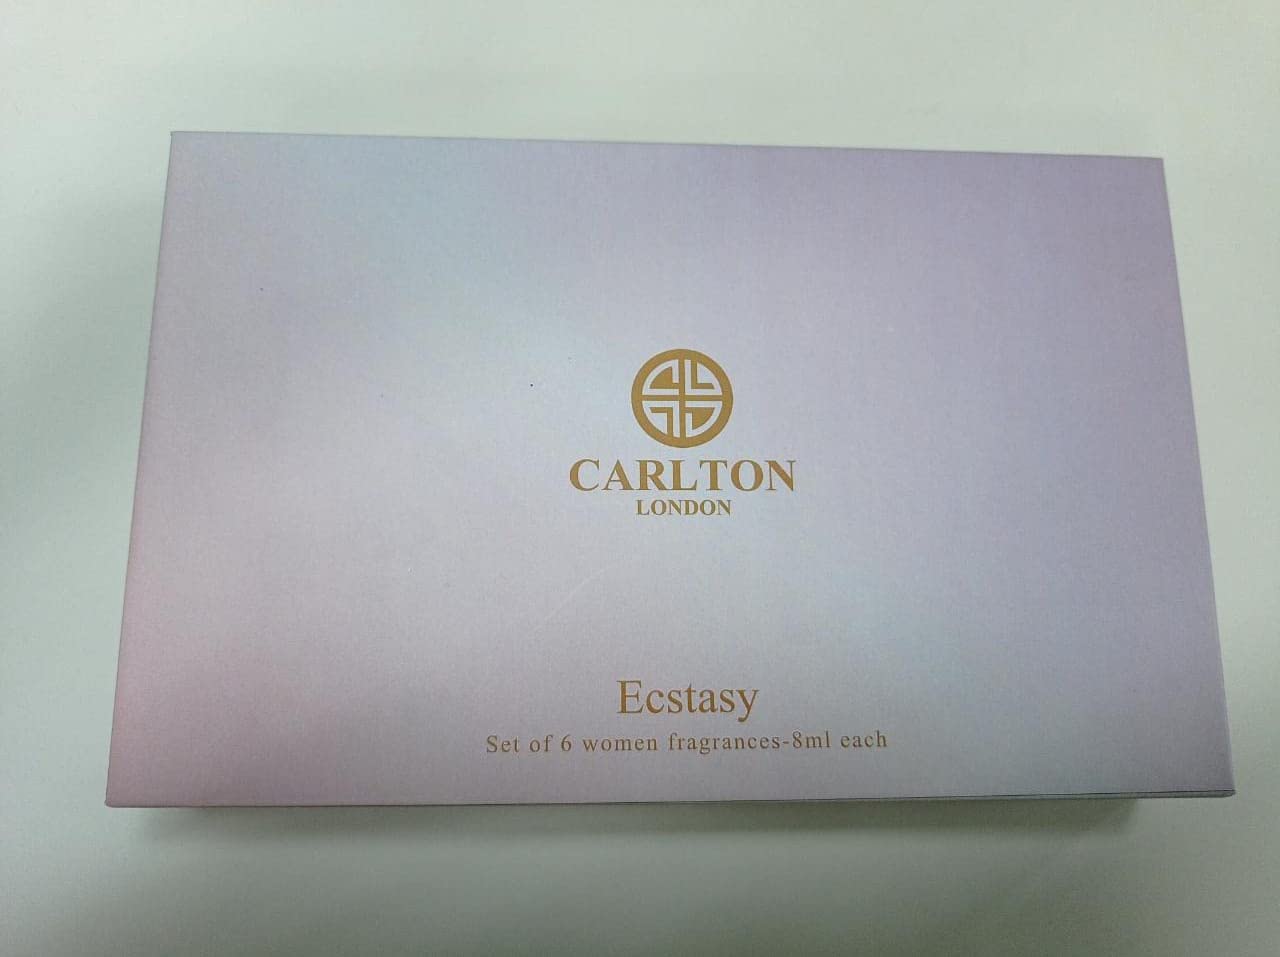 CARLTON
LONDON
Ecstasy
Set of 6 women fragrances-8ml each